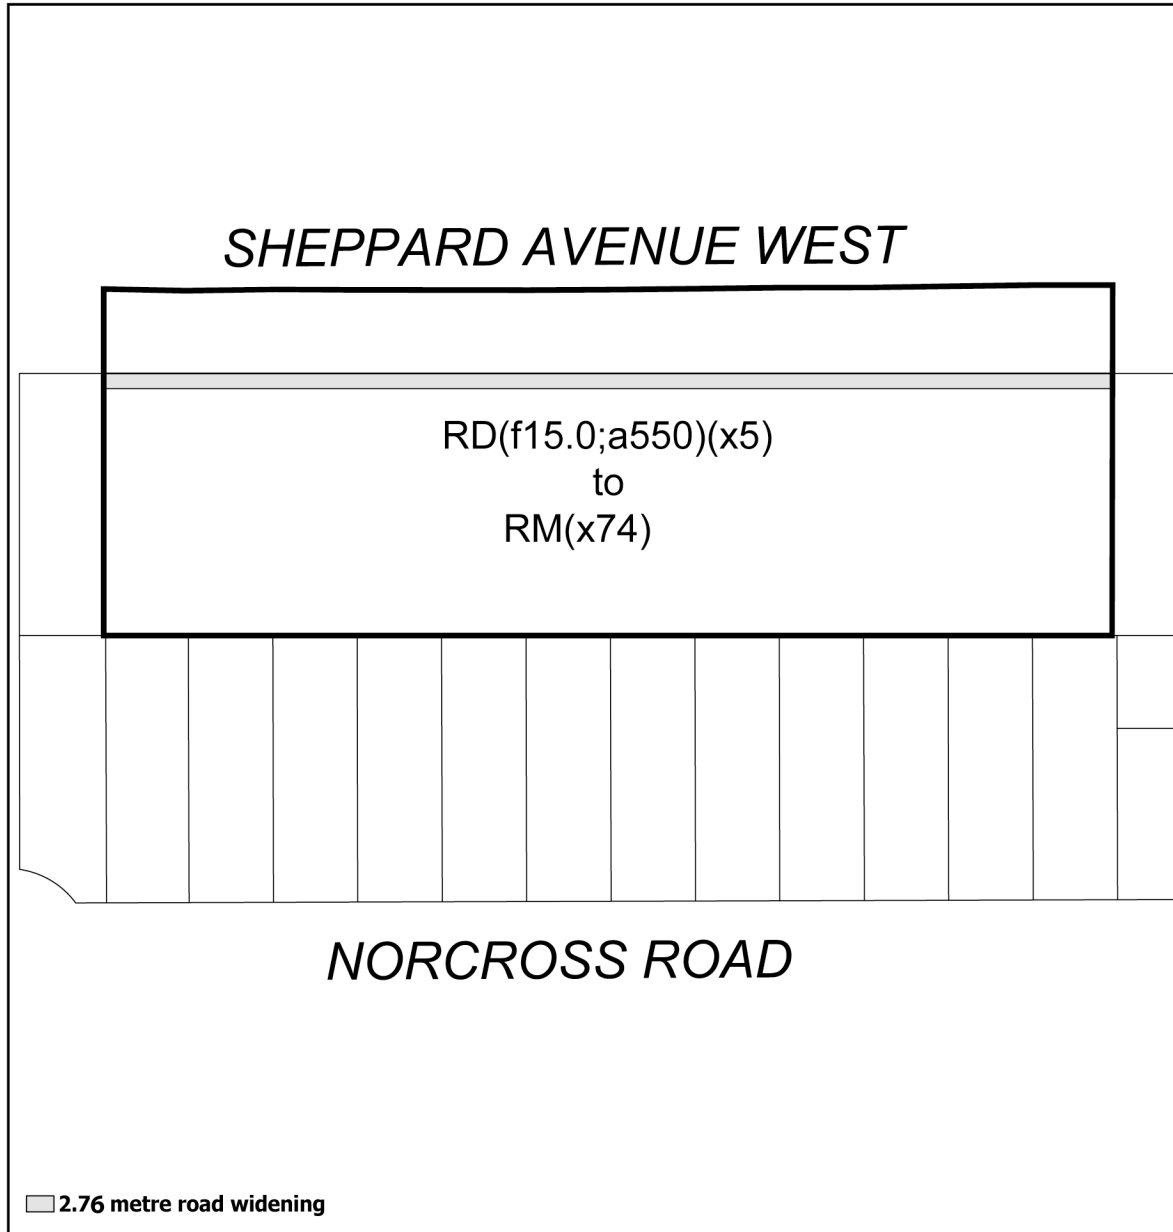 SHEPPARD AVENUE WEST
RD(f15.0;a550)(x5)
to
RM(x74)
NORCROSS ROAD
2.76 metre road widening